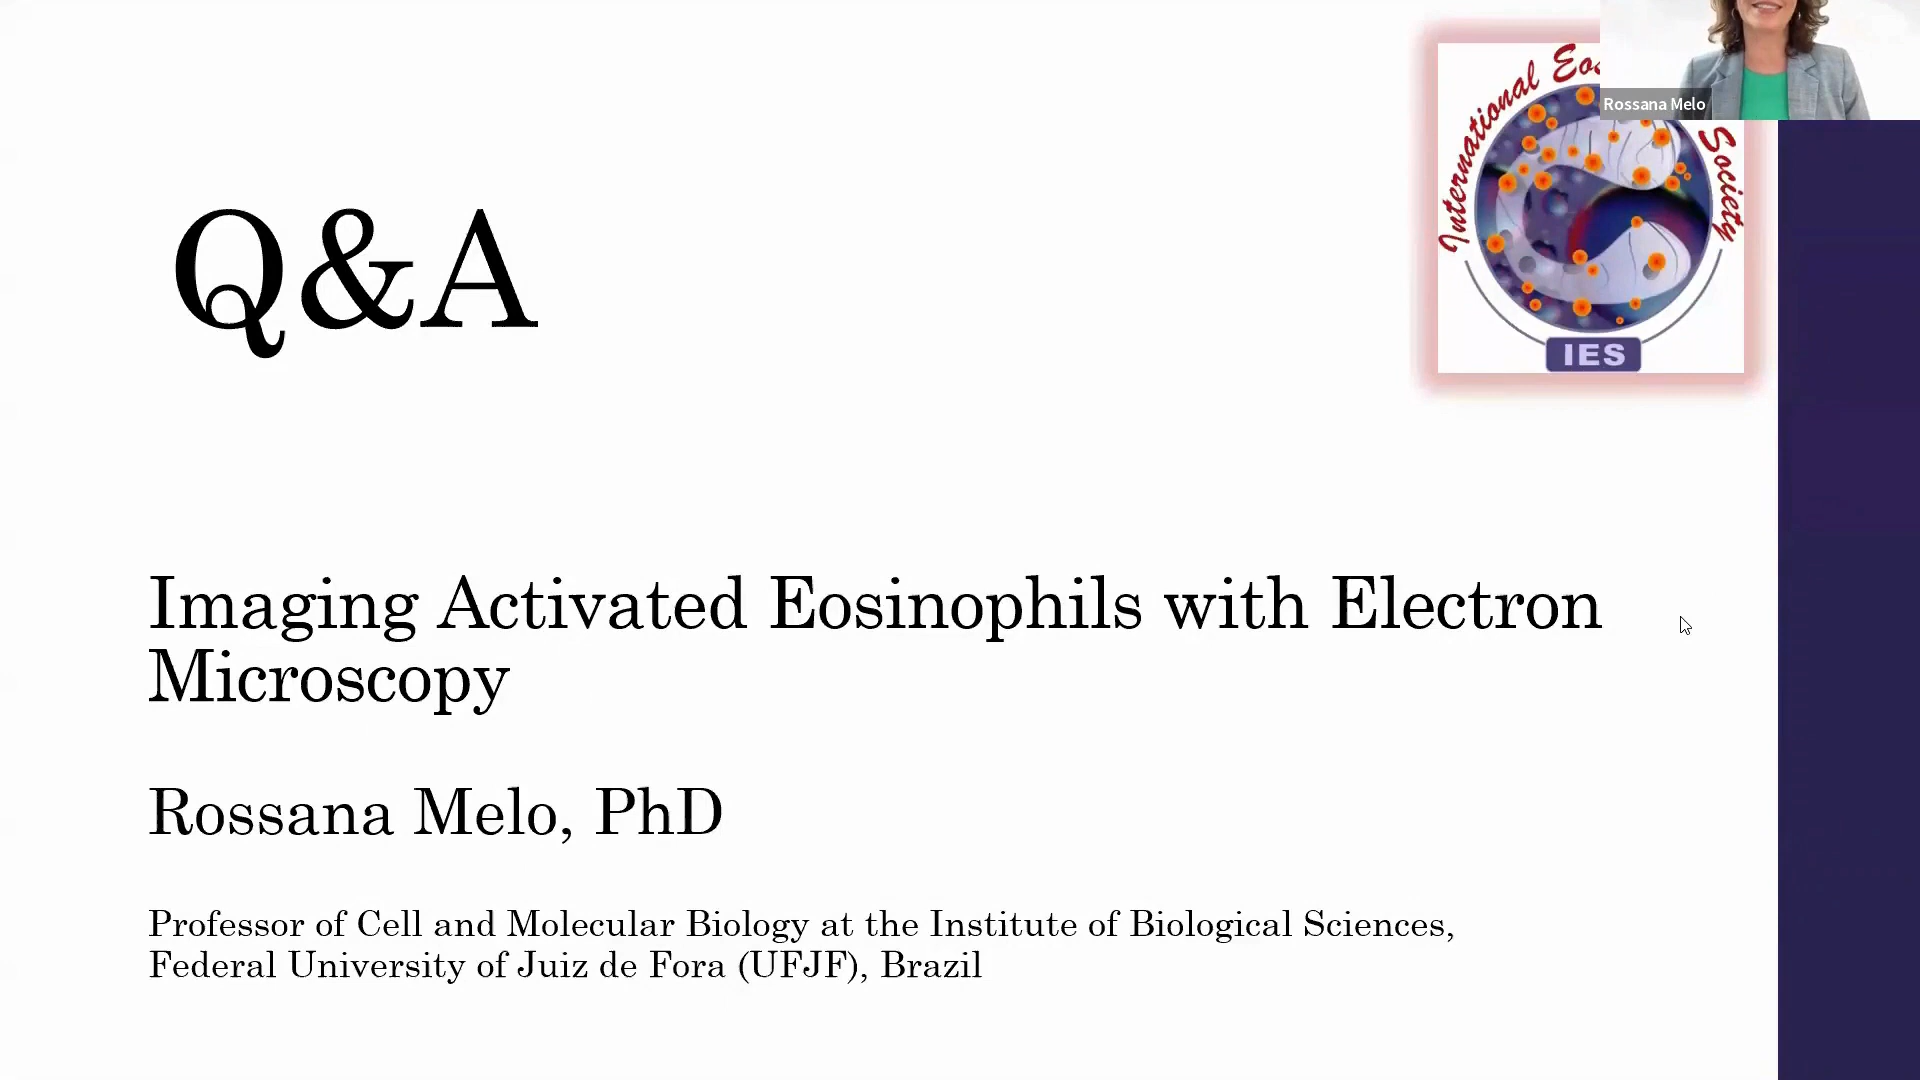 Q&A
International Eos
Society
Rossana Melo
IES
Imaging Activated Eosinophils with Electron
Microscopy
Rossana Melo, PhD
Professor of Cell and Molecular Biology at the Institute of Biological Sciences,
Federal University of Juiz de Fora (UFJF), Brazil